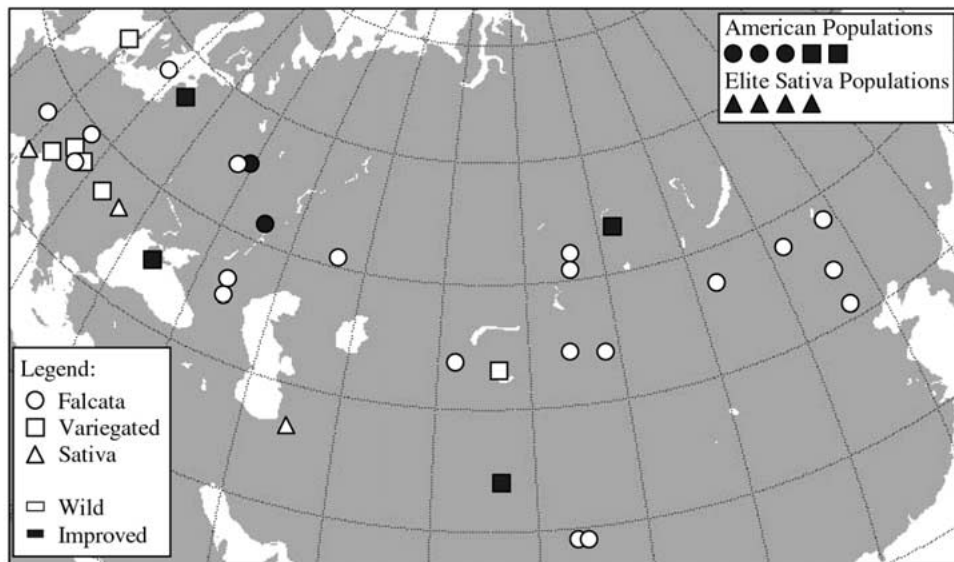 American Populations
Elite Sativa Populations
Legend:
Falcata
Variegated
Sativa
Wild
Improved